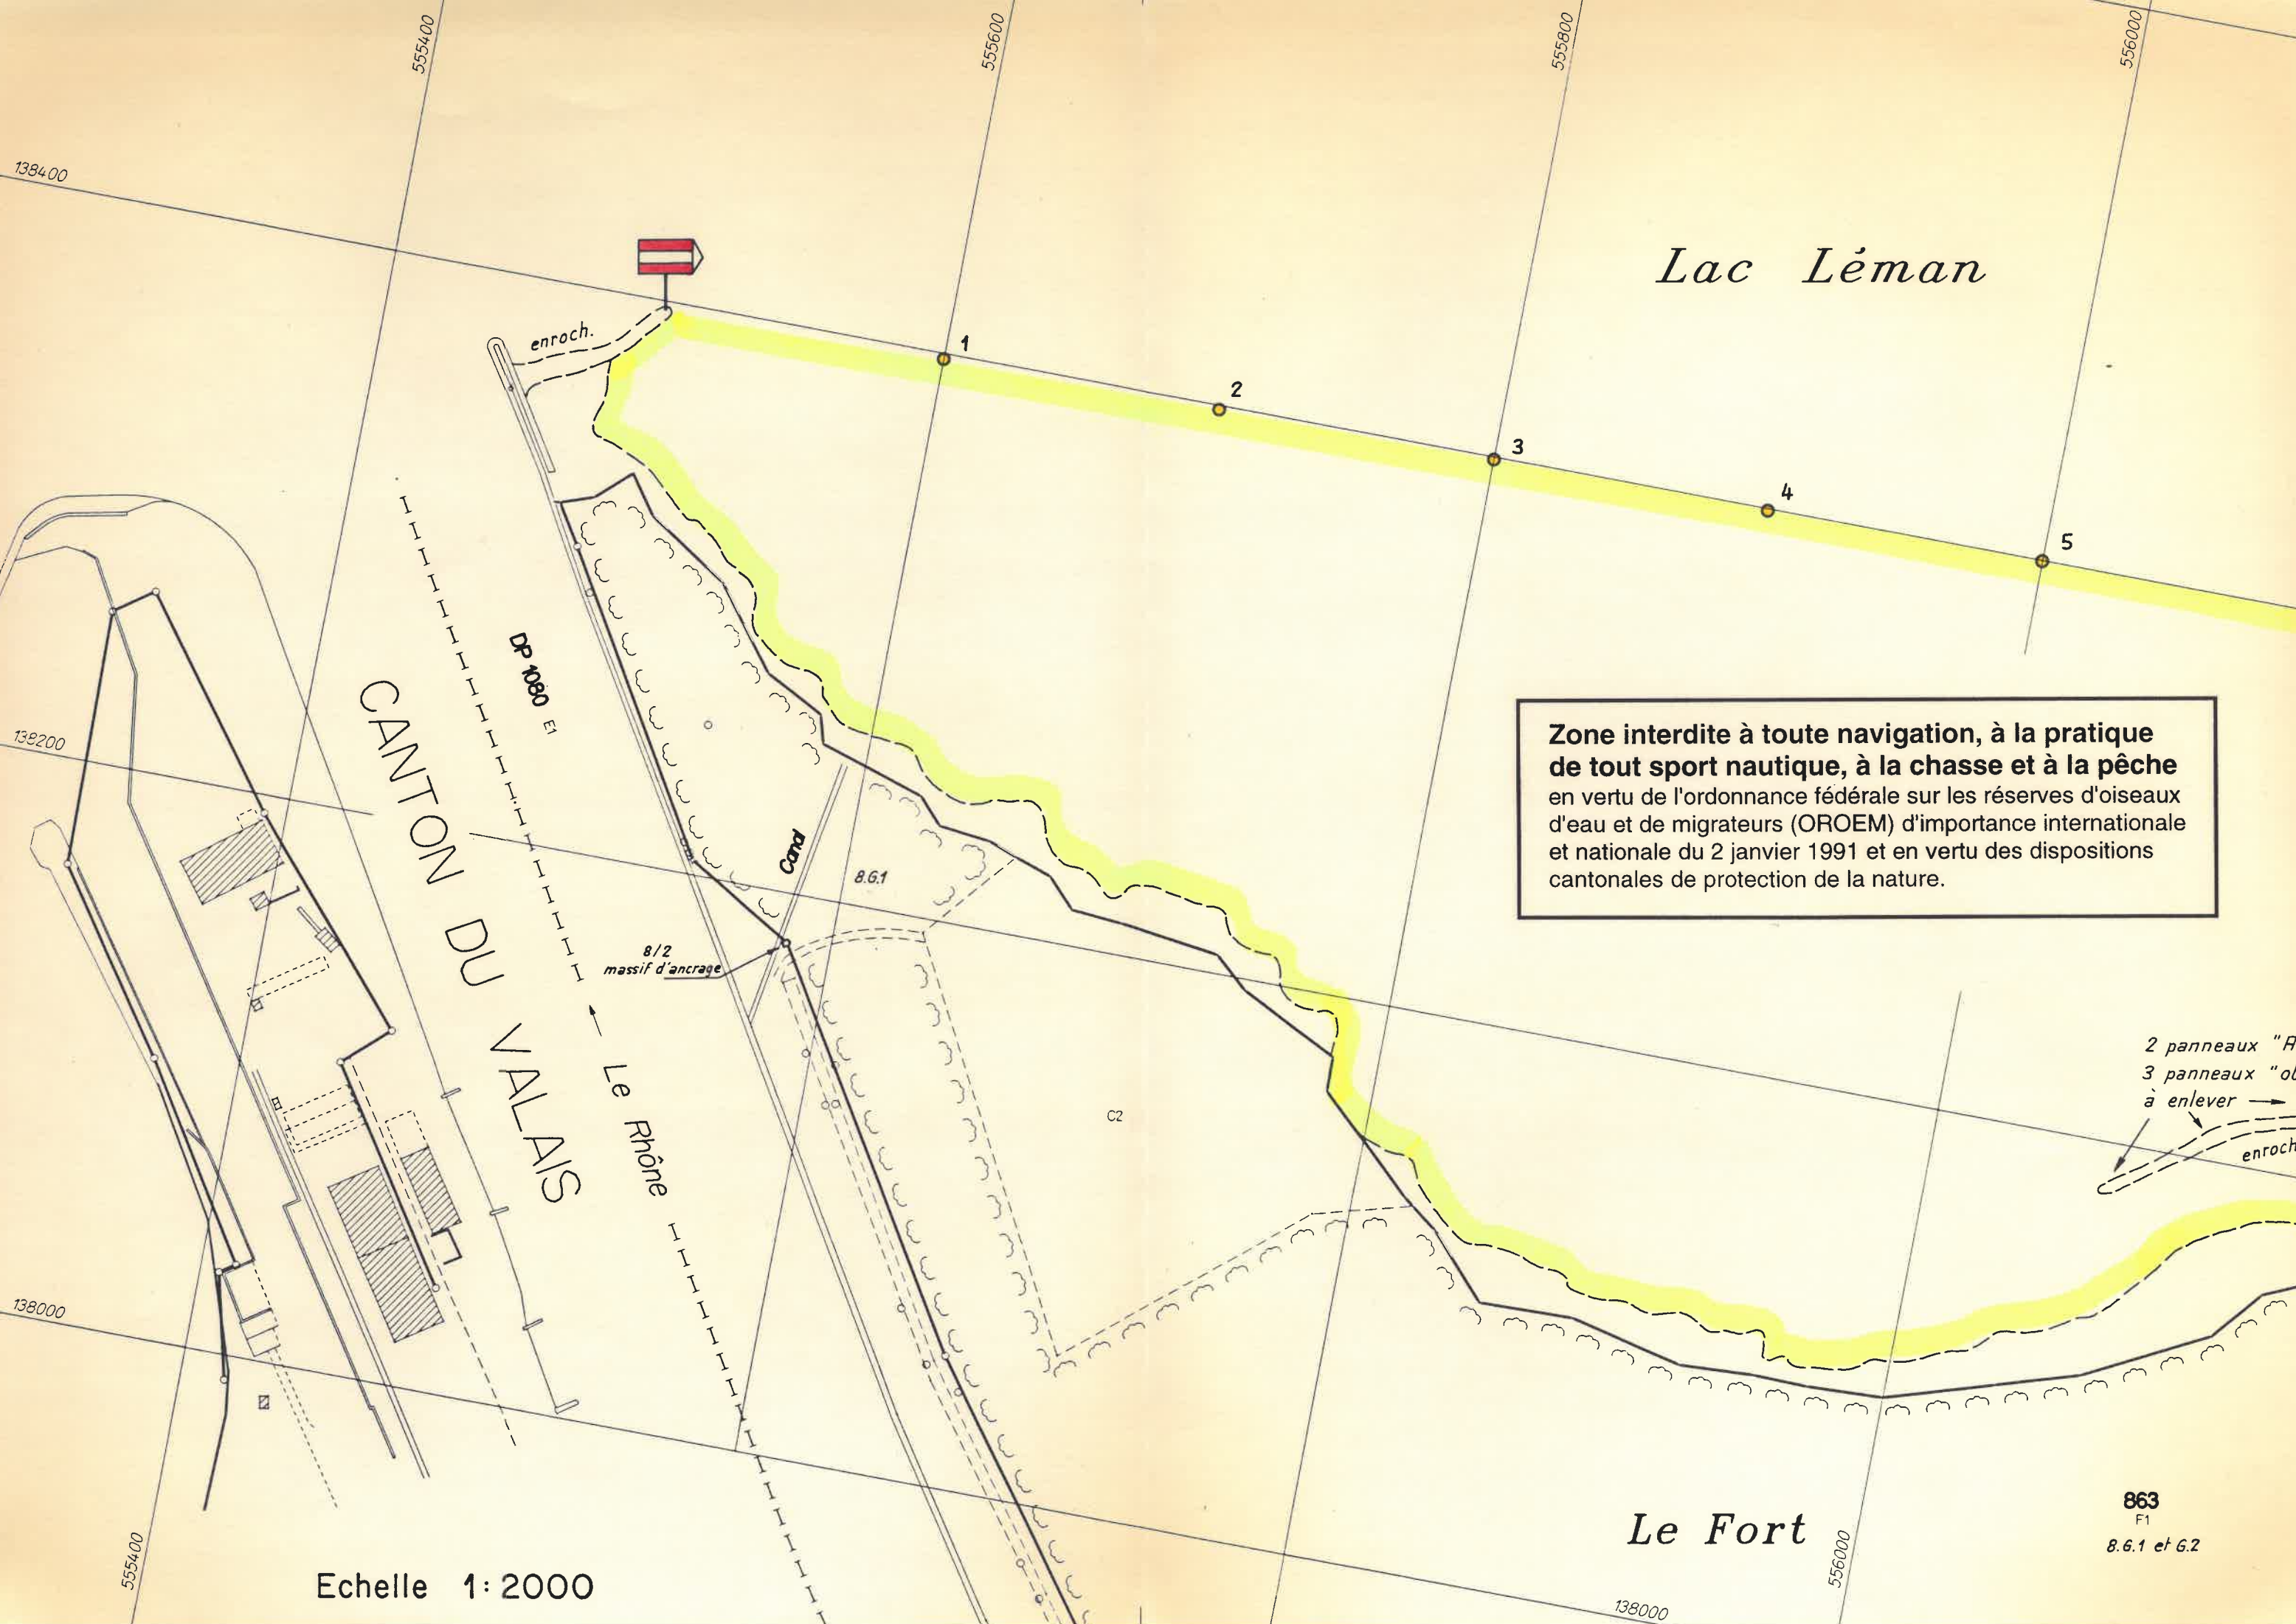 555400
555600
555800
556000
138400
Lac Léman
enroch.
1
2
3
4
5
DP 1080
E1
138200
CANTON DU VALAIS
Zone interdite à toute navigation, à la pratique
de tout sport nautique, à la chasse et à la pêche
en vertu de l'ordonnance fédérale sur les réserves d'oiseaux
d'eau et de migrateurs (OROEM) d'importance internationale
et nationale du 2 janvier 1991 et en vertu des dispositions
cantonales de protection de la nature.
Canal
8.6.1
8/2
massif d'ancrage
Le Rhône
C2
2 panneaux
3 panneaux
à enlever
enroch
138000
Le Fort
863
F1
8.6.1 et 6.2
555400
Echelle 1:2000
556000
138000